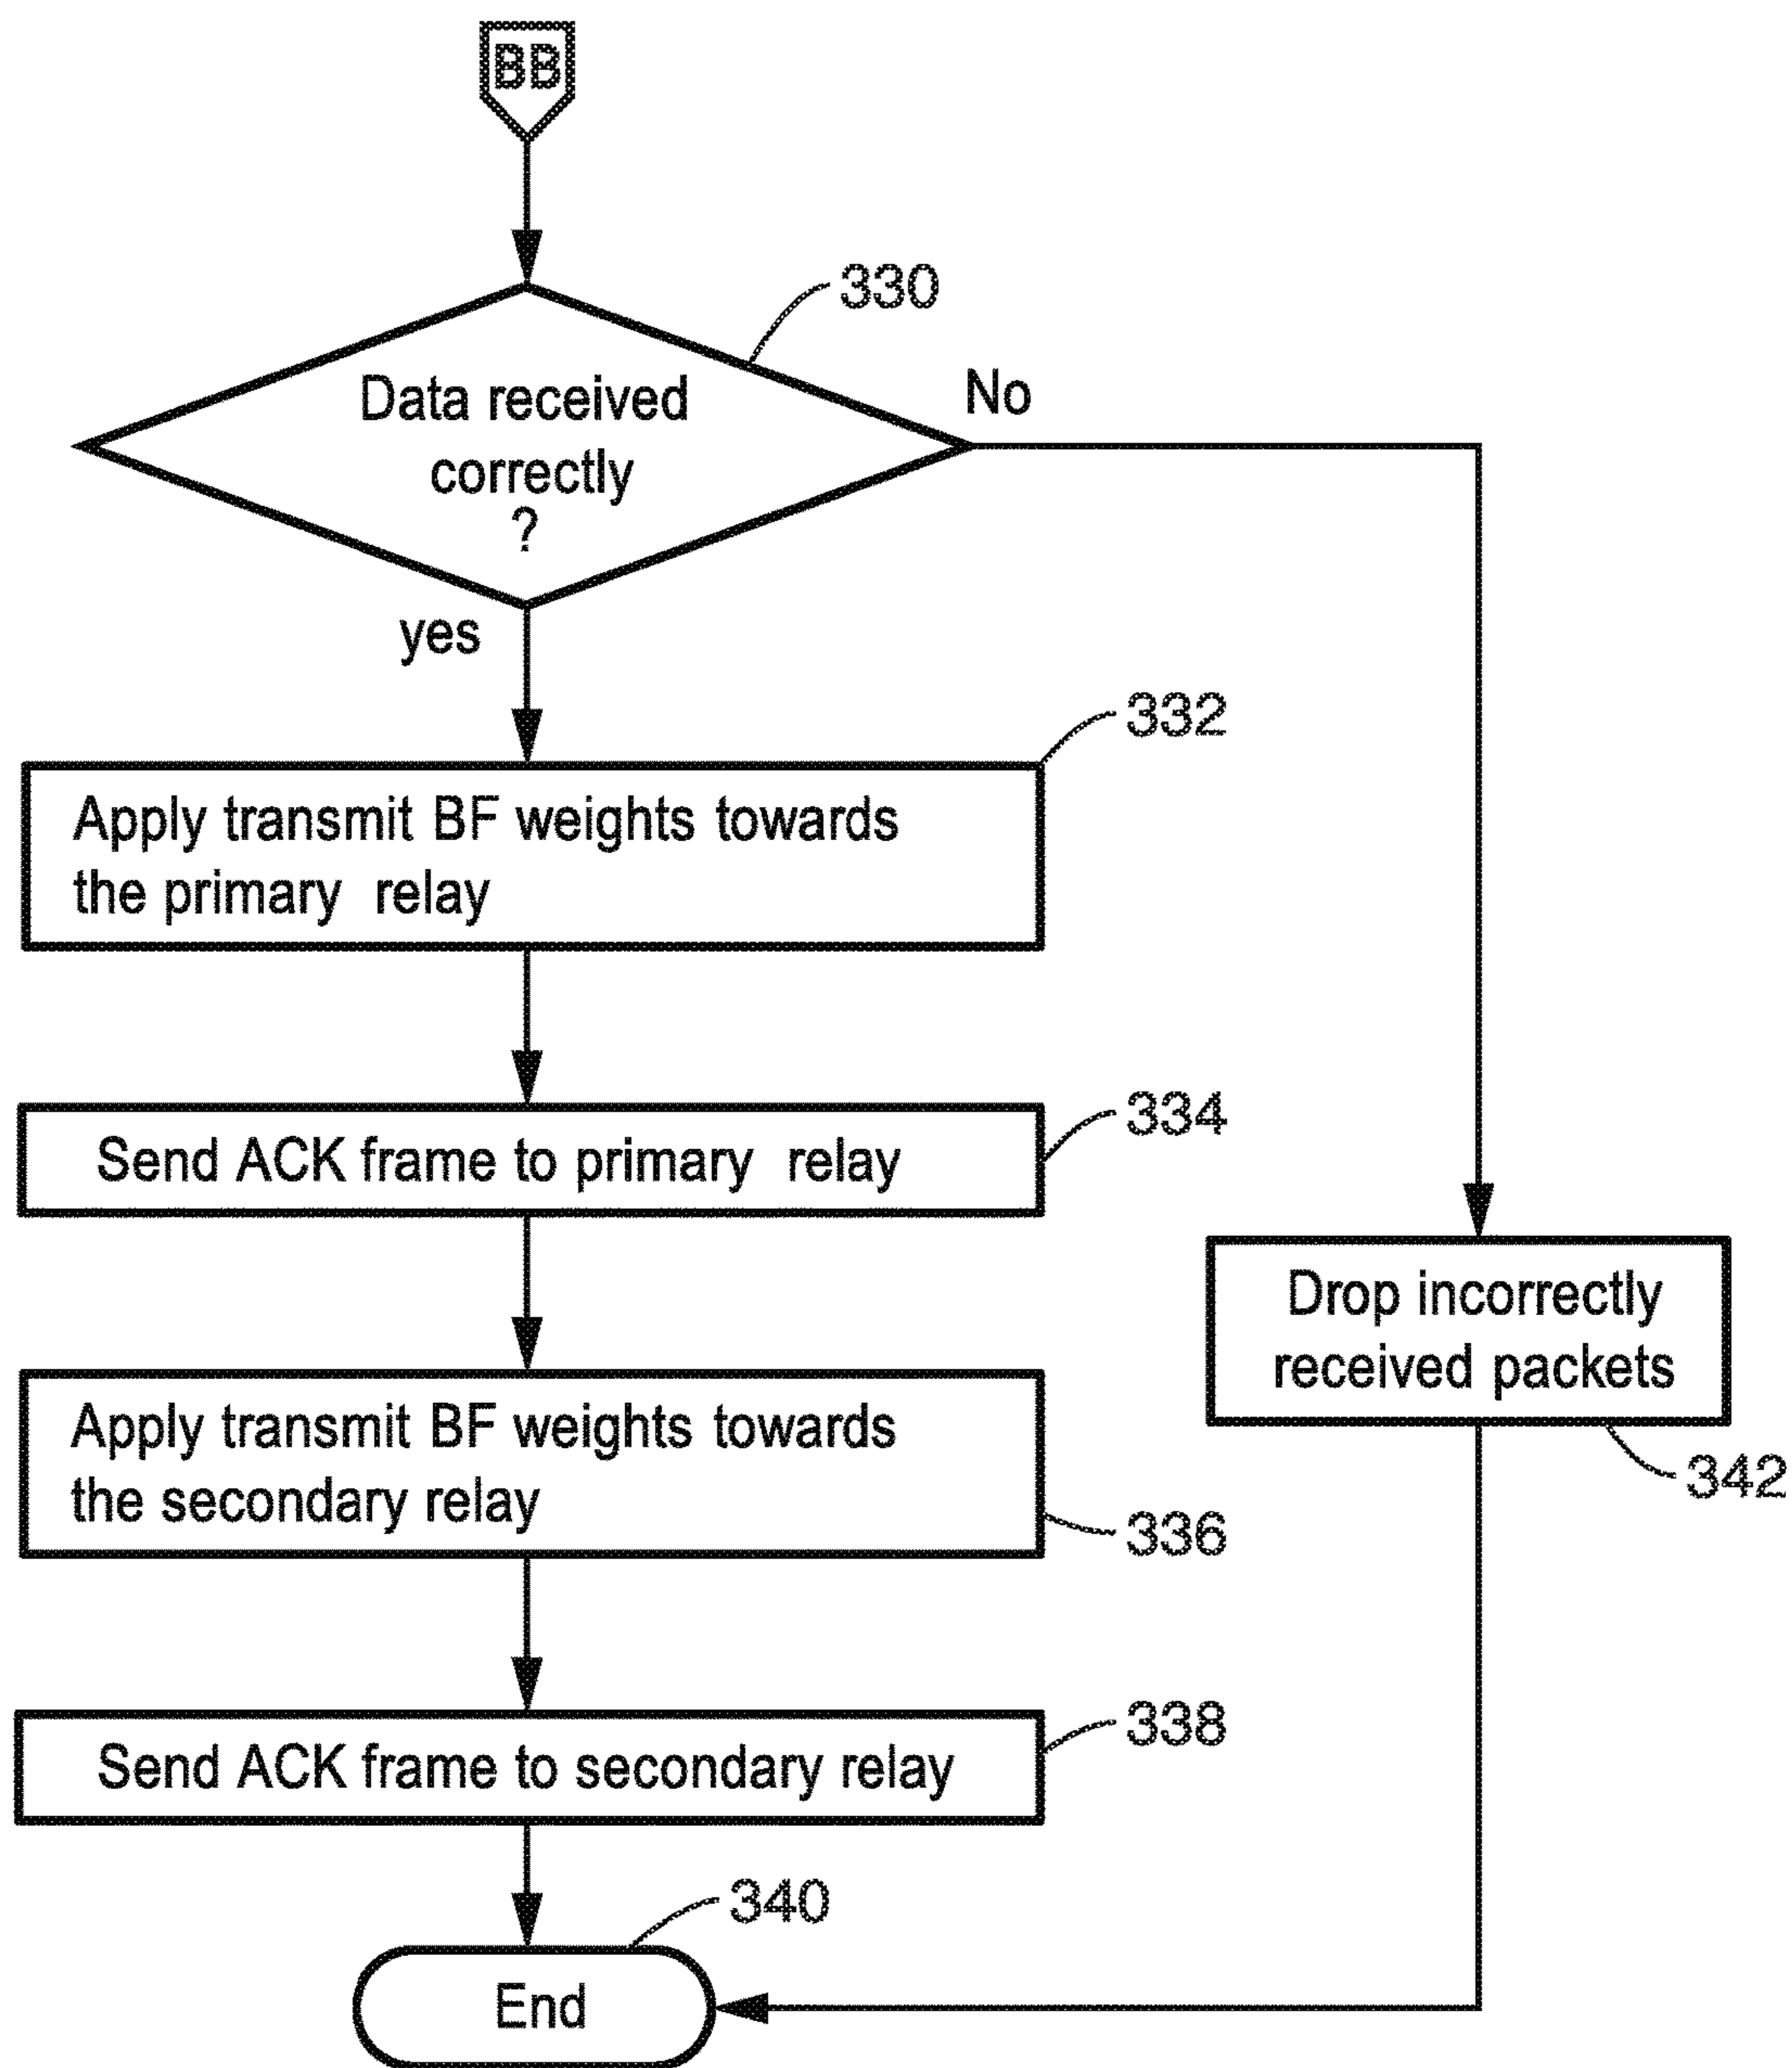 BB
330
Data received
correctly
?
No
yes
332
Apply transmit BF weights towards
the primary relay
334
Send ACK frame to primary relay
Drop incorrectly
received packets
342
Apply transmit BF weights towards
the secondary relay
336
338
Send ACK frame to secondary relay
340
End